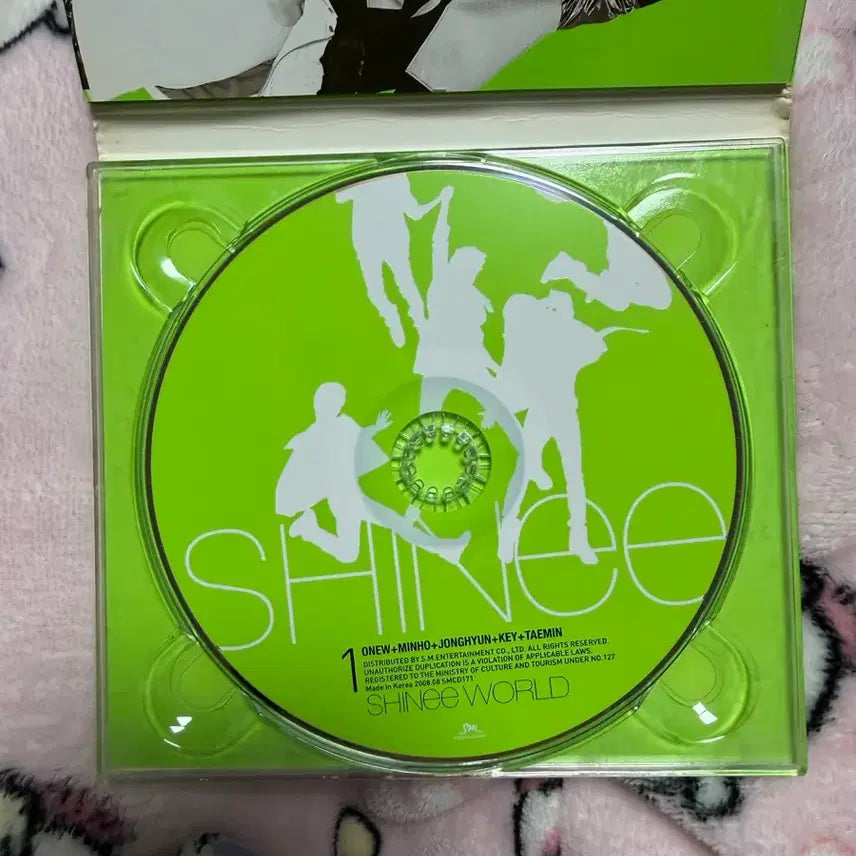 SHINee
1
ONEW+MINHO+JONGHYUN+KEY+TAEMIN
DISTRIBUTED BY S.M.ENTERTAINMENT CO., LTD. ALL RIGHTS RESERVED.
UNAUTHORIZE DUPLICATION IS A VIOLATION OF APPLICABLE LAWS.
REGISTERED TO THE MINISTRY OF CULTURE AND TOURISM UNDER NO.127
Made in Korea 2008.08 SMCD171
SHINee WORLD
SM